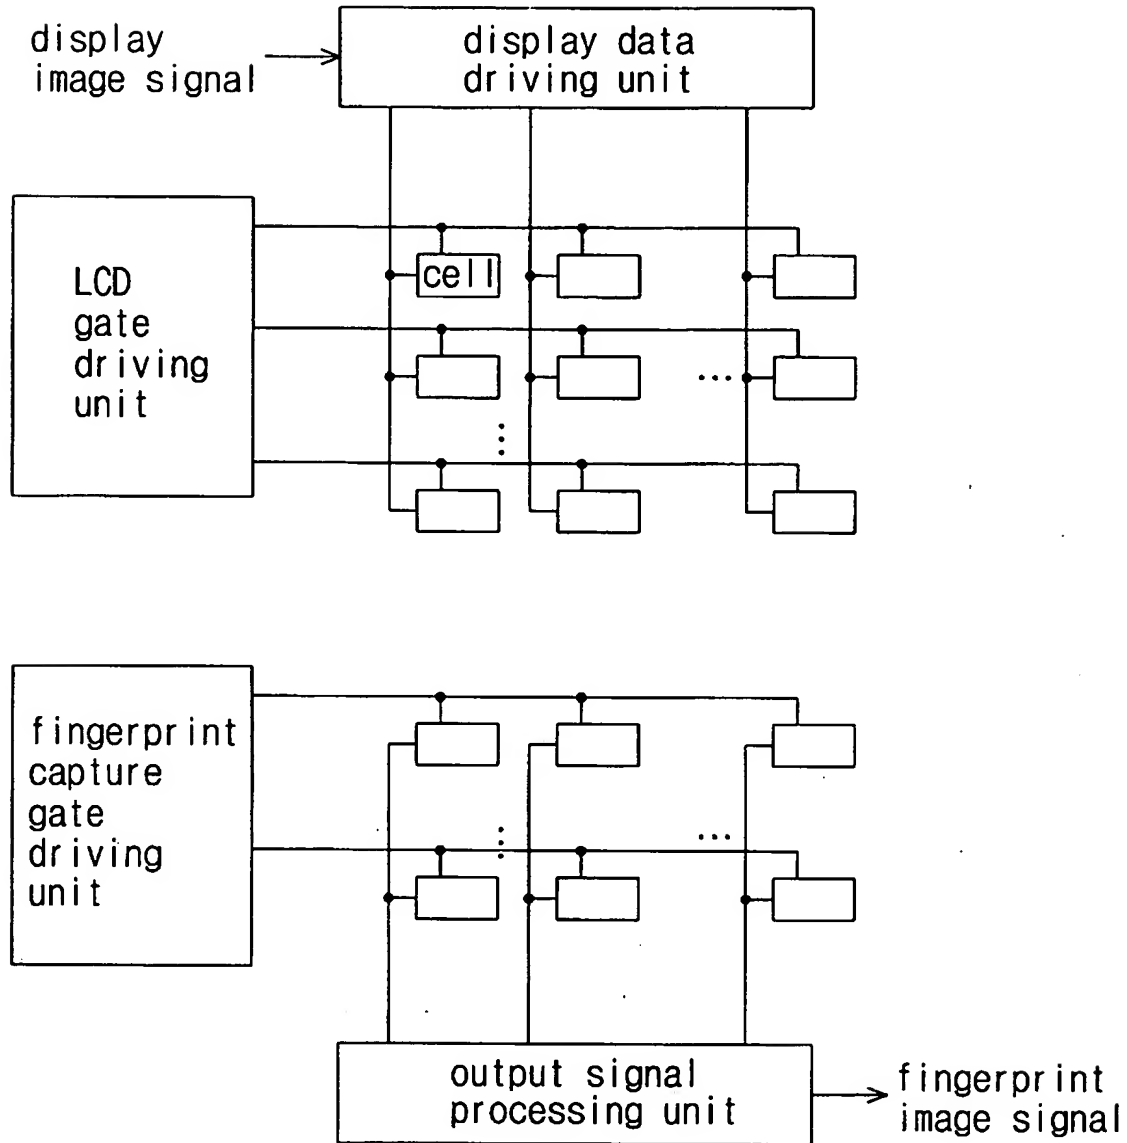 display
image signal
display data
driving unit
LCD
gate
driving
unit
cell
fingerprint
capture
gate
driving
unit
output signal
processing unit
fingerprint
image signal